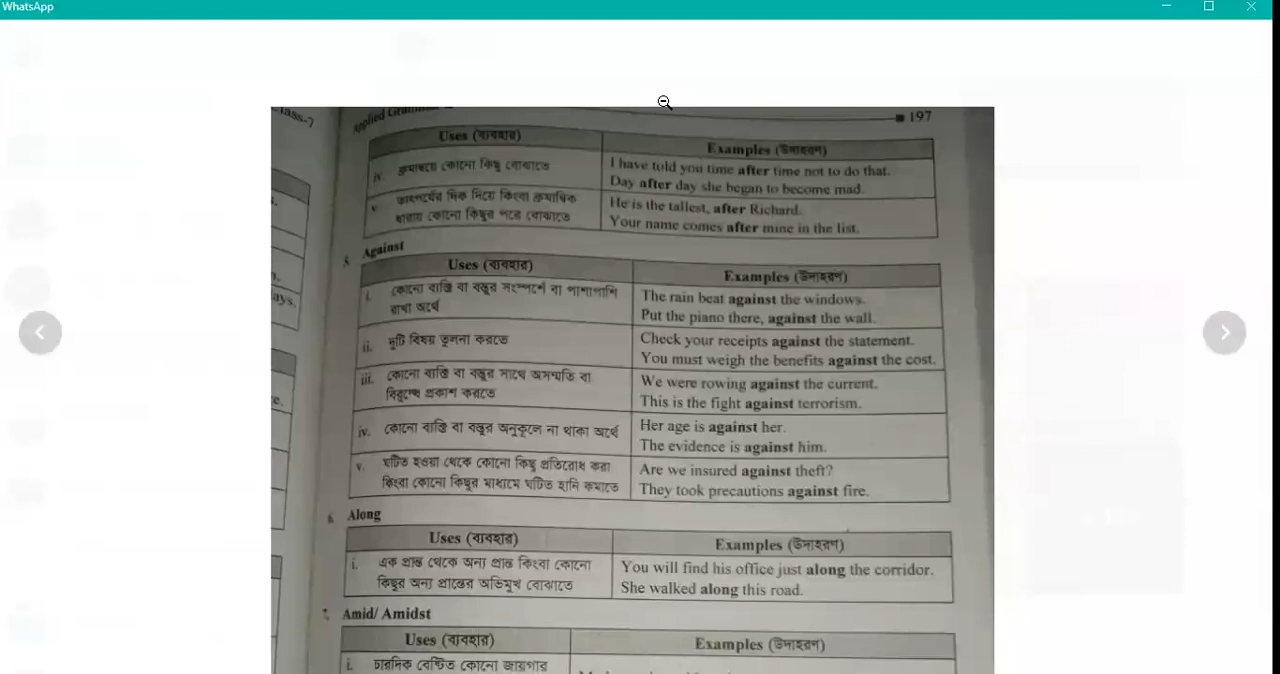 WhatsApp
lass-7
Applied Gram
197
Uses (ব্যবহার)
Examples (উদাহরণ)
iv. ক্রমান্বয়ে কোনো কিছু বোঝাতে
I have told you time after time not to do that.
Day after day she began to become mad.
v. তাৎপর্যের দিক দিয়ে কিংবা ক্রমাধিক
ধারায় কোনো কিছুর পরে বোঝাতে
He is the tallest, after Richard.
Your name comes after mine in the list.
5. Against
Uses (ব্যবহার)
Examples (উদাহরণ)
i. কোনো ব্যক্তি বা বস্তুর সংস্পর্শে বা পাশাপাশি
রাখা অর্থে
The rain beat against the windows.
Put the piano there, against the wall.
ii. দুটি বিষয় তুলনা করতে
Check your receipts against the statement.
You must weigh the benefits against the cost.
iii. কোনো ব্যক্তি বা বস্তুর সাথে অসম্মতি বা
বিরুদ্ধে প্রকাশ করতে
We were rowing against the current.
This is the fight against terrorism.
iv. কোনো ব্যক্তি বা বস্তুর অনুকূলে না থাকা অর্থে
Her age is against her.
The evidence is against him.
v. ঘটিত হওয়া থেকে কোনো কিছু প্রতিরোধ করা
কিংবা কোনো কিছুর মাধ্যমে ঘটিত হানি কমাতে
Are we insured against theft?
They took precautions against fire.
6. Along
Uses (ব্যবহার)
Examples (উদাহরণ)
i. এক প্রান্ত থেকে অন্য প্রান্ত কিংবা কোনো
কিছুর অন্য প্রান্তের অভিমুখ বোঝাতে
You will find his office just along the corridor.
She walked along this road.
7. Amid/ Amidst
Uses (ব্যবহার)
Examples (উদাহরণ)
i. চারদিক বেষ্টিত কোনো জায়গার